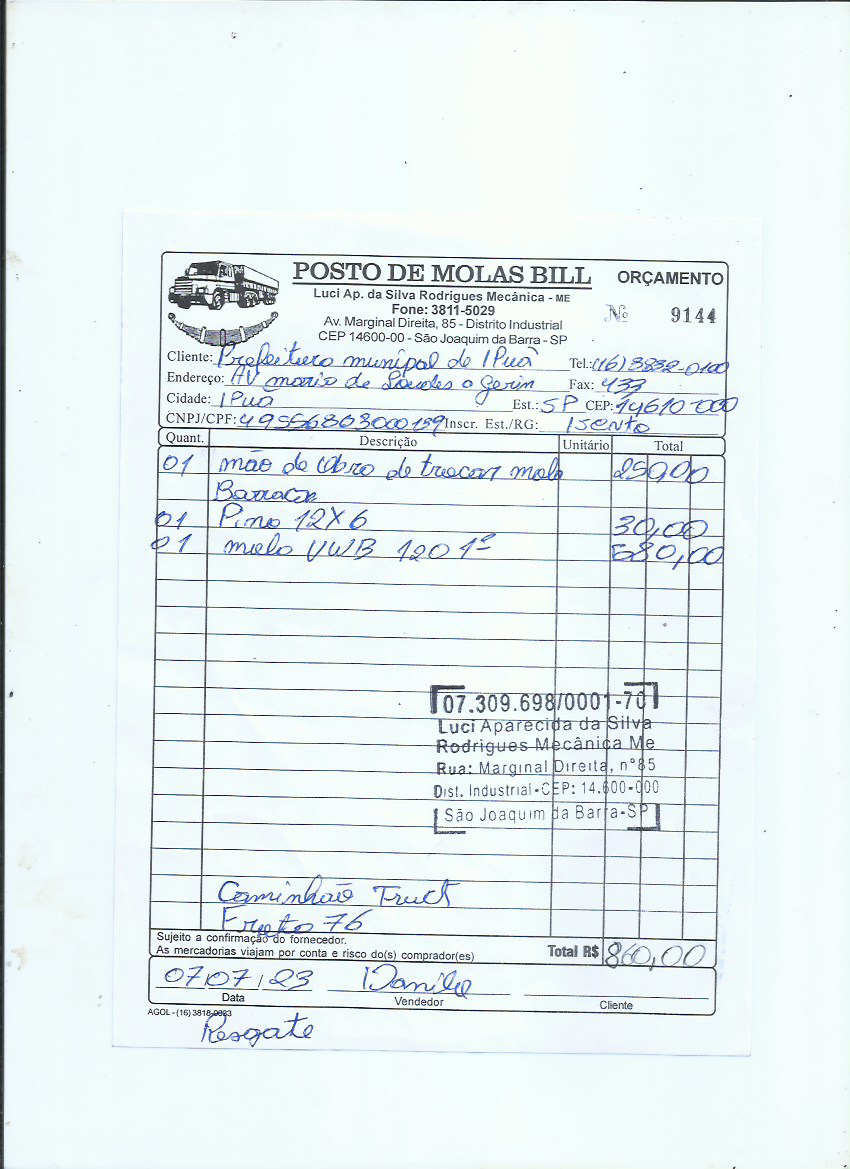 POSTO DE MOLAS BILL
ORÇAMENTO
Luci Ap. da Silva Rodrigues Mecânica - ME
Fone: 3811-5029
Nº 9144
Av. Marginal Direita, 85 - Distrito Industrial
CEP 14600-00 - São Joaquim da Barra - SP
Cliente: Prefeitura munipal de IPuã Tel.: (16) 3832-0100
Endereço: AV maria de Lourdes a Gerin Fax: 433
Cidade: IPuã Est.: SP CEP: 14610-000
CNPJ/CPF: 49556863000159 Inscr. Est./RG: Isento
Quant. Descrição Unitário Total
01 mão de obra de trocar mola 250,00
01 Pino 12X6 30,00
01 mola VWB 120 1ª 580,00
07.309.698/0001-70
Luci Aparecida da Silva
Rodrigues Mecânica Me
Rua: Marginal Direita, nº85
Dist. Industrial-CEP: 14.600-000
São Joaquim da Barra-SP
Caminhão Truct
Frota 76
Sujeito a confirmação do fornecedor.
As mercadorias viajam por conta e risco do(s) comprador(es)
Total R$ 860,00
07/07/23 Danilo
Data Vendedor Cliente
AGOL - (16) 3818-0033
Resgate